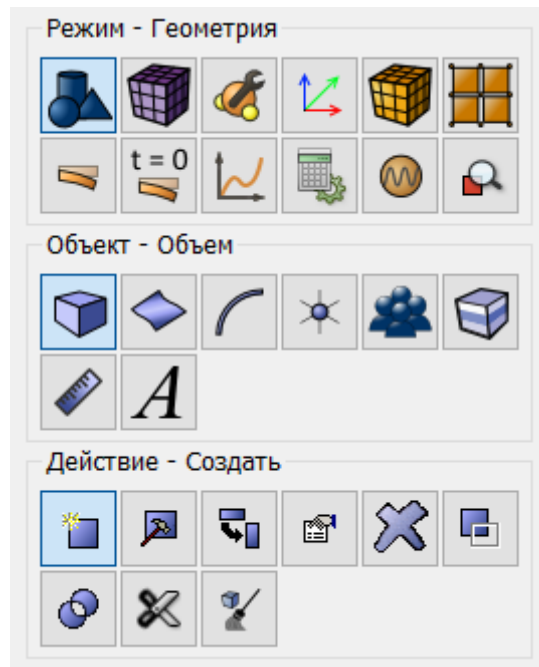 Режим - Геометрия
t = 0
Объект - Объем
A
Действие - Создать